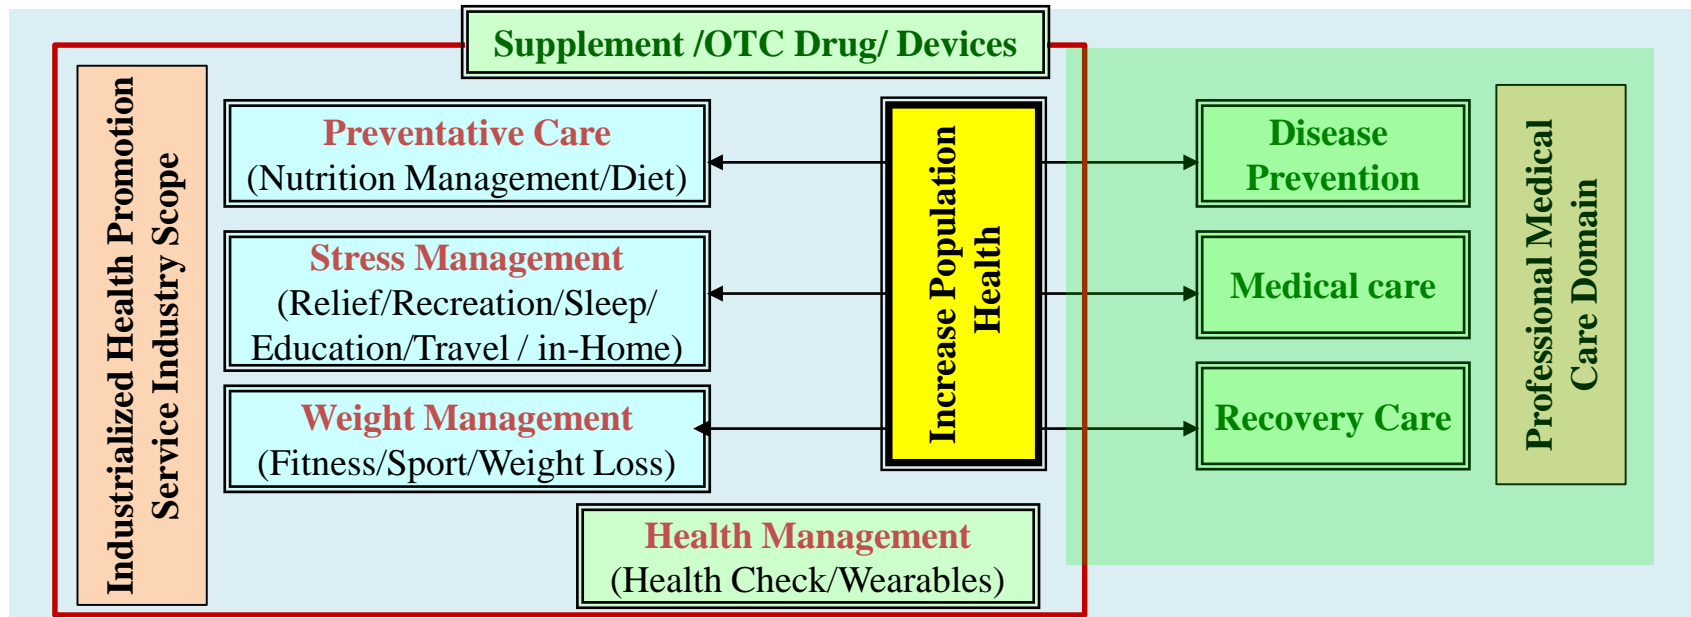 Supplement /OTC Drug/ Devices
Industrialized Health Promotion
Service Industry Scope
Preventative Care
(Nutrition Management/Diet)
Stress Management
(Relief/Recreation/Sleep/
Education/Travel / in-Home)
Weight Management
(Fitness/Sport/Weight Loss)
Health Management
(Health Check/Wearables)
Increase Population
Health
Disease
Prevention
Medical care
Recovery Care
Professional Medical
Care Domain